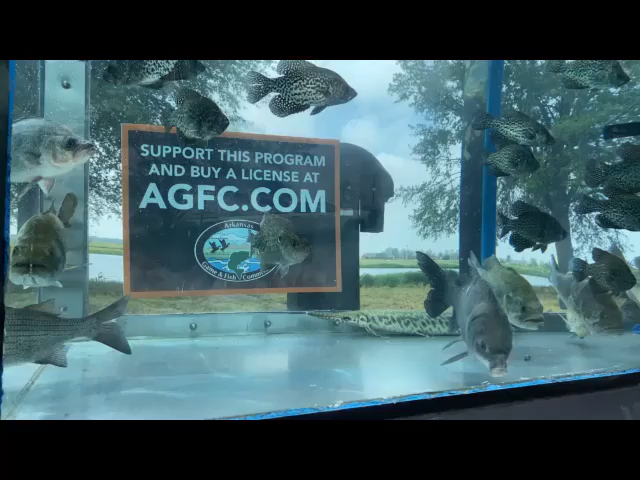 SUPPORT THIS PROGRAM
AND BUY A LICENSE AT
AGFC.COM
Arkansas
Game & Fish Commission